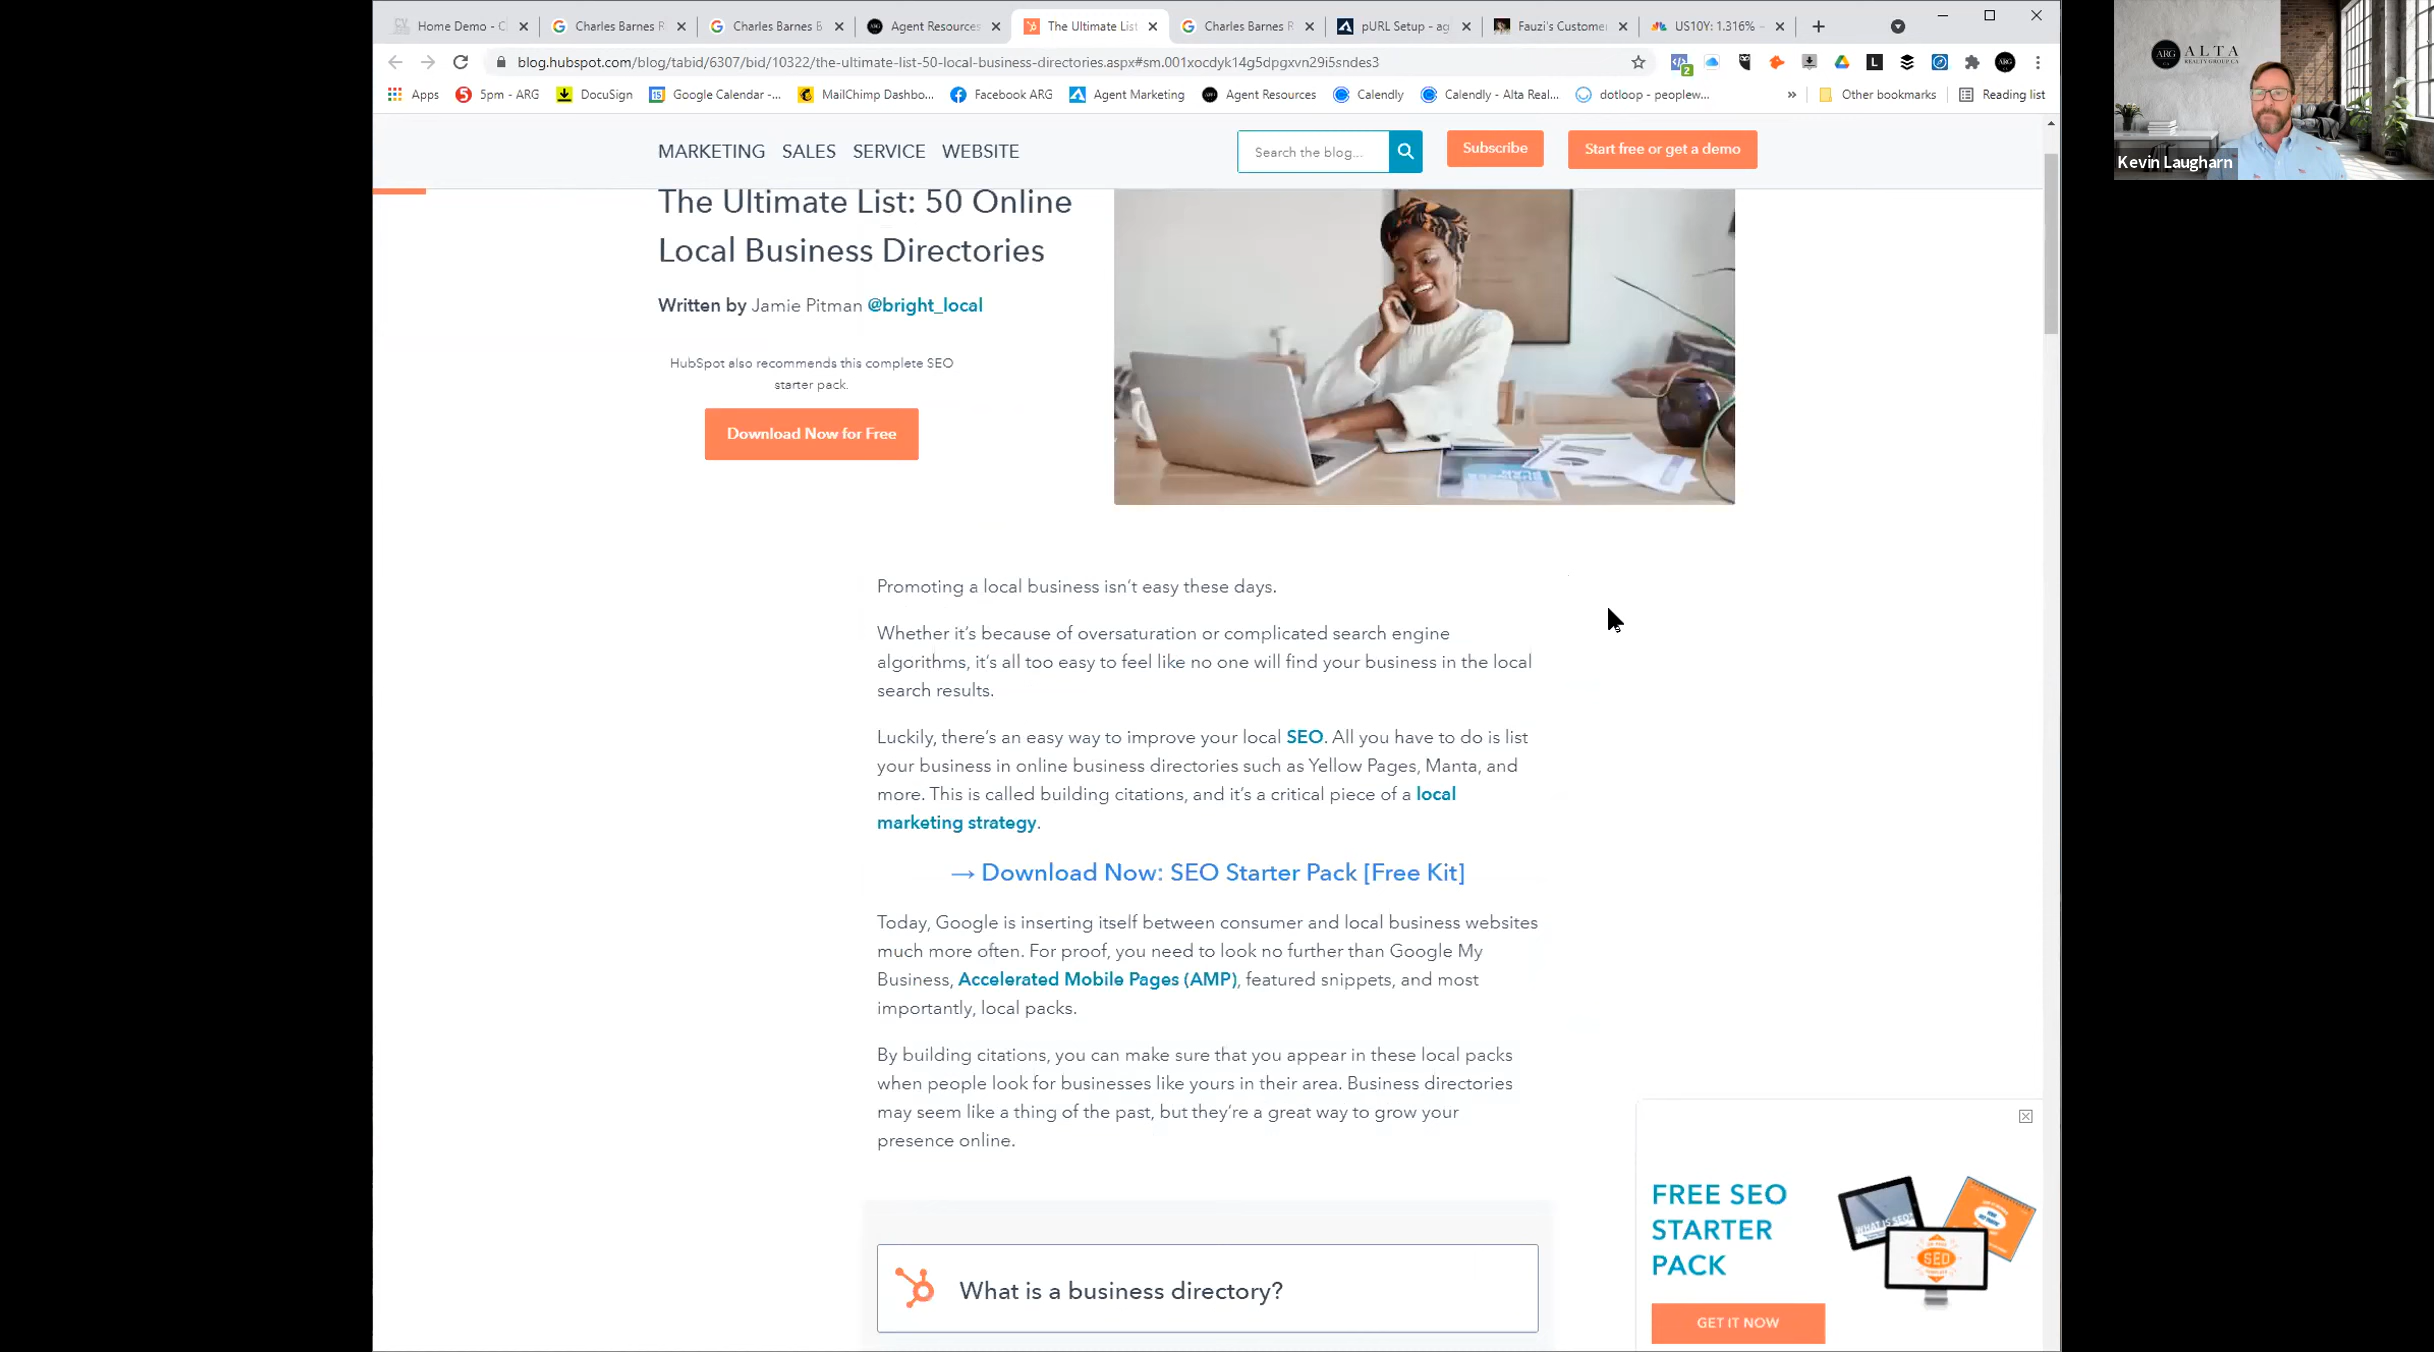 Home Demo - C
Charles Barnes R
Charles Barnes B
Agent Resources
The Ultimate List
Charles Barnes R
pURL Setup - ag
Fauzi's Customer
US10Y: 1.316% -
blog.hubspot.com/blog/tabid/6307/bid/10322/the-ultimate-list-50-local-business-directories.aspx#sm.001xocdyk14g5dpgxvn29i5sndes3
Apps
5pm - ARG
DocuSign
Google Calendar -...
MailChimp Dashbo...
Facebook ARG
Agent Marketing
Agent Resources
Calendly
Calendly - Alta Real...
dotloop - peoplew...
Other bookmarks
Reading list
ARG ALTA
Kevin Laugharn
MARKETING SALES SERVICE WEBSITE
Search the blog...
Subscribe
Start free or get a demo
The Ultimate List: 50 Online
Local Business Directories
Written by Jamie Pitman @bright_local
HubSpot also recommends this complete SEO
starter pack.
Download Now for Free
Promoting a local business isn't easy these days.
Whether it's because of oversaturation or complicated search engine
algorithms, it's all too easy to feel like no one will find your business in the local
search results.
Luckily, there's an easy way to improve your local SEO. All you have to do is list
your business in online business directories such as Yellow Pages, Manta, and
more. This is called building citations, and it's a critical piece of a local
marketing strategy.
→ Download Now: SEO Starter Pack [Free Kit]
Today, Google is inserting itself between consumer and local business websites
much more often. For proof, you need to look no further than Google My
Business, Accelerated Mobile Pages (AMP), featured snippets, and most
importantly, local packs.
By building citations, you can make sure that you appear in these local packs
when people look for businesses like yours in their area. Business directories
may seem like a thing of the past, but they're a great way to grow your
presence online.
What is a business directory?
FREE SEO
STARTER
PACK
WHAT IS SEO?
SEO
GET IT NOW